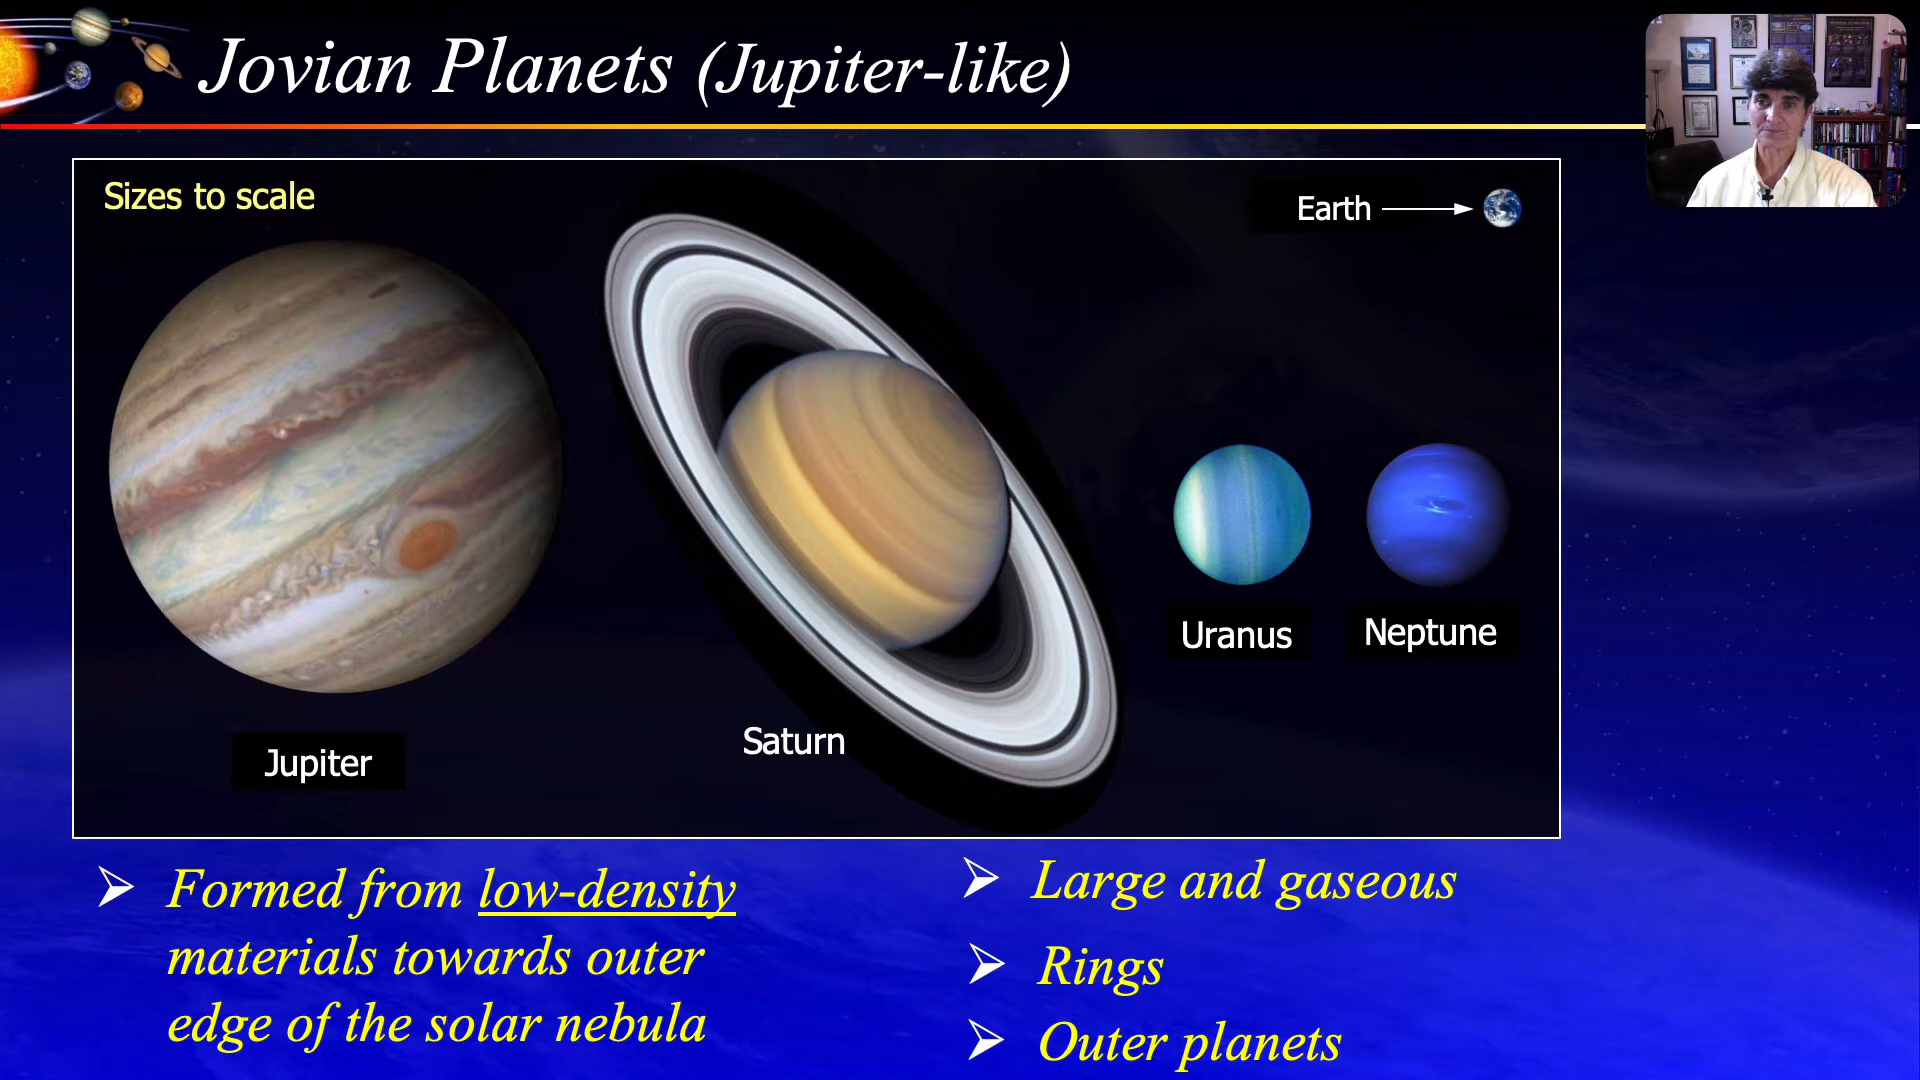 Jovian Planets (Jupiter-like)
Sizes to scale
Earth
Uranus
Neptune
Saturn
Jupiter
Formed from low-density
materials towards outer
edge of the solar nebula
Large and gaseous
Rings
Outer planets